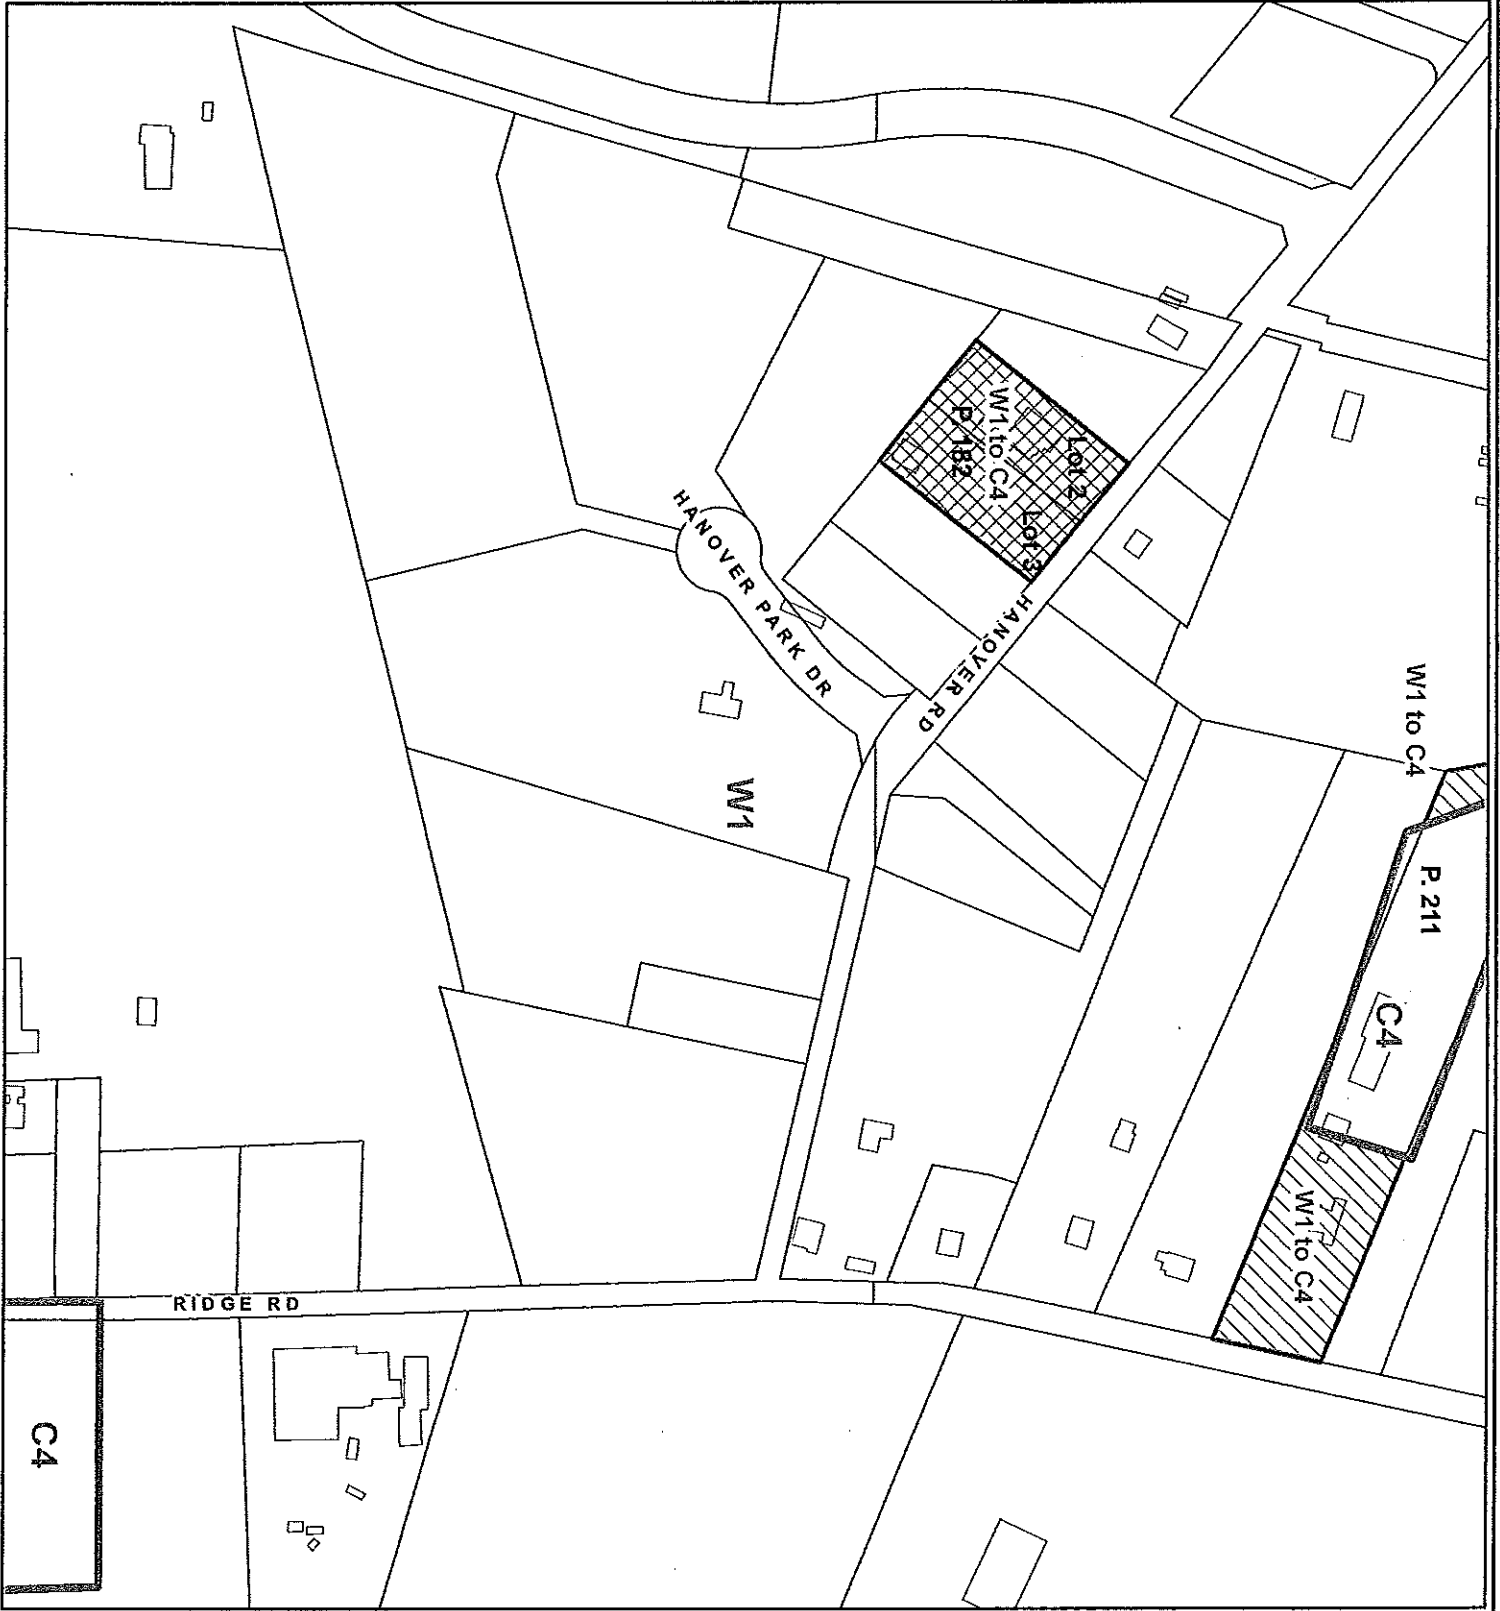 W1 to C4
P. 211
C4
W1 to C4
Lot 2
Lot 3
W1 to C4
P. 182
HANOVER RD
HANOVER PARK DR
W1
RIDGE RD
C4